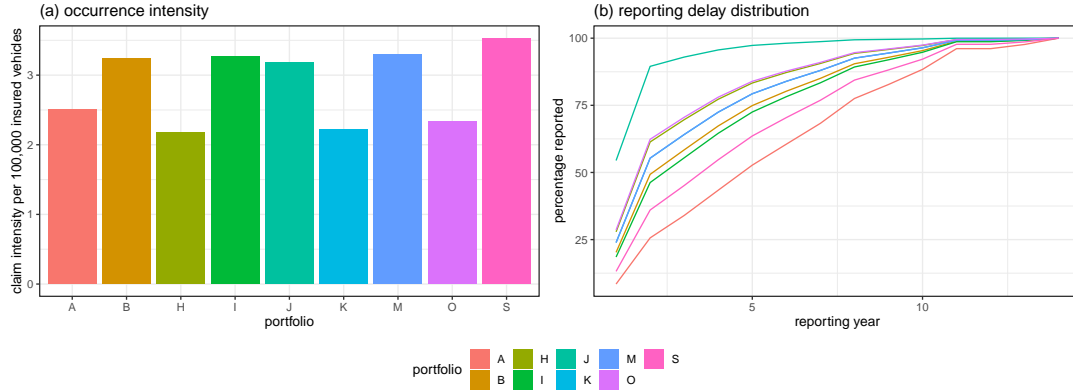 (a) occurrence intensity
claim intensity per 100,000 insured vehicles
3
2
1
0
A B H I J K M O S
portfolio
(b) reporting delay distribution
percentage reported
100
75
50
25
5 10
reporting year
portfolio
A H J M S
B I K O